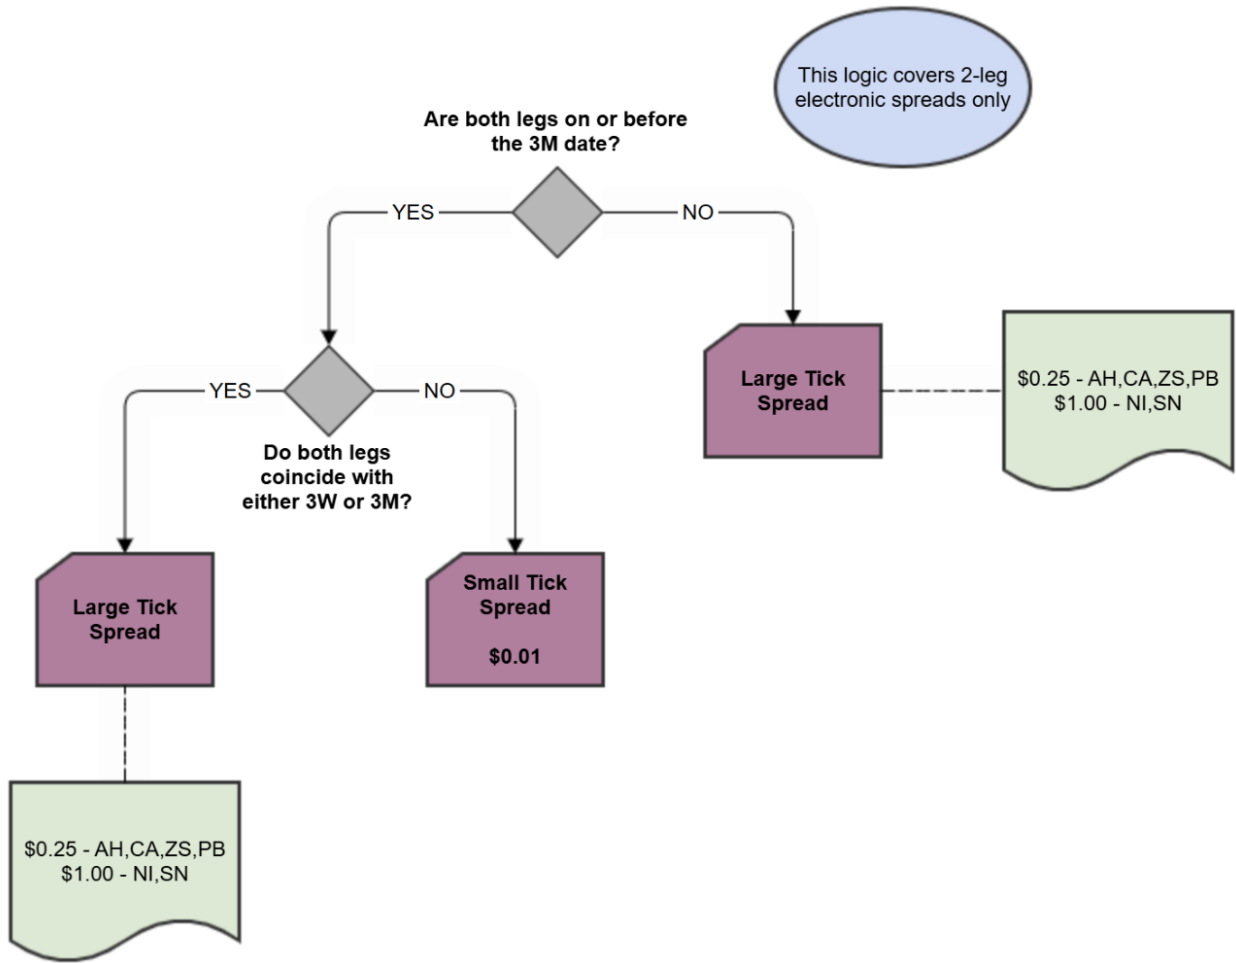 This logic covers 2-leg
electronic spreads only
Are both legs on or before
the 3M date?
YES
NO
Large Tick
Spread
$0.25 - AH,CA,ZS,PB
$1.00 - NI,SN
YES
NO
Do both legs
coincide with
either 3W or 3M?
Large Tick
Spread
Small Tick
Spread
$0.01
$0.25 - AH,CA,ZS,PB
$1.00 - NI,SN